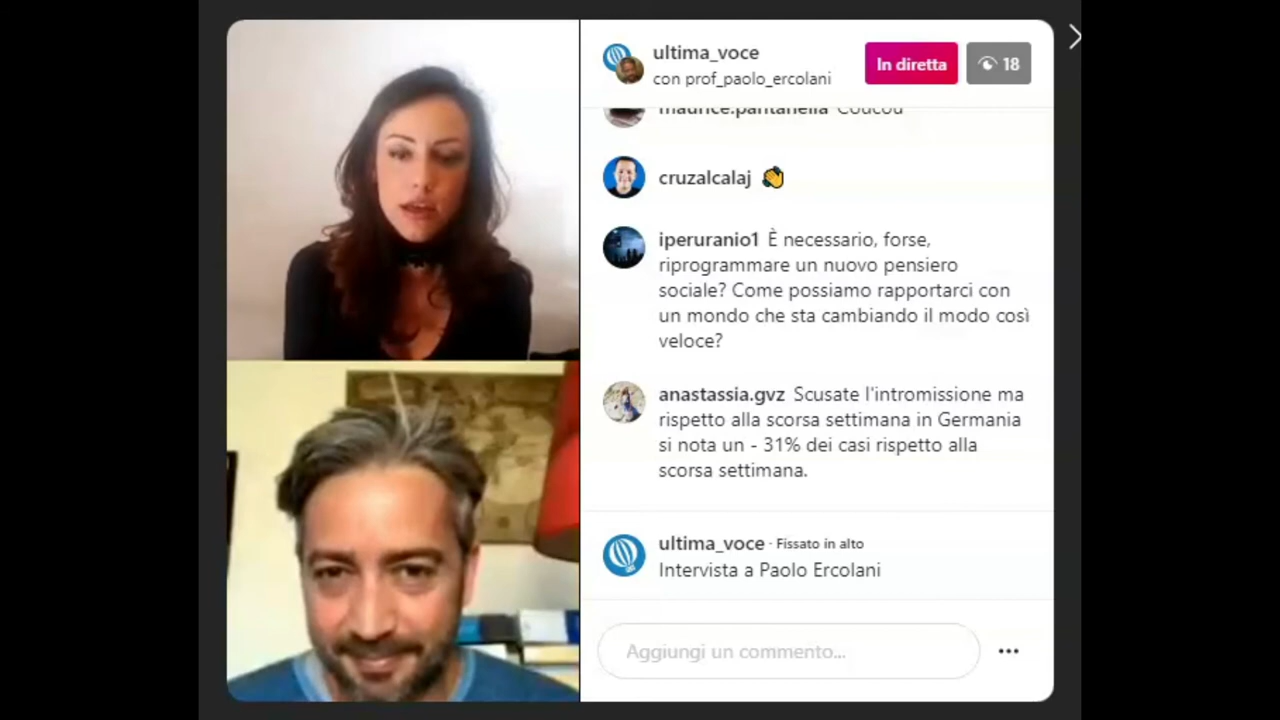 ultima_voce
con prof_paolo_ercolani
In diretta
18
maurice.pantanella Coucou
cruzalcalaj 👏
iperuranio1 È necessario, forse,
riprogrammare un nuovo pensiero
sociale? Come possiamo rapportarci con
un mondo che sta cambiando il modo così
veloce?
anastassia.gvz Scusate l'intromissione ma
rispetto alla scorsa settimana in Germania
si nota un - 31% dei casi rispetto alla
scorsa settimana.
ultima_voce · Fissato in alto
Intervista a Paolo Ercolani
Aggiungi un commento...